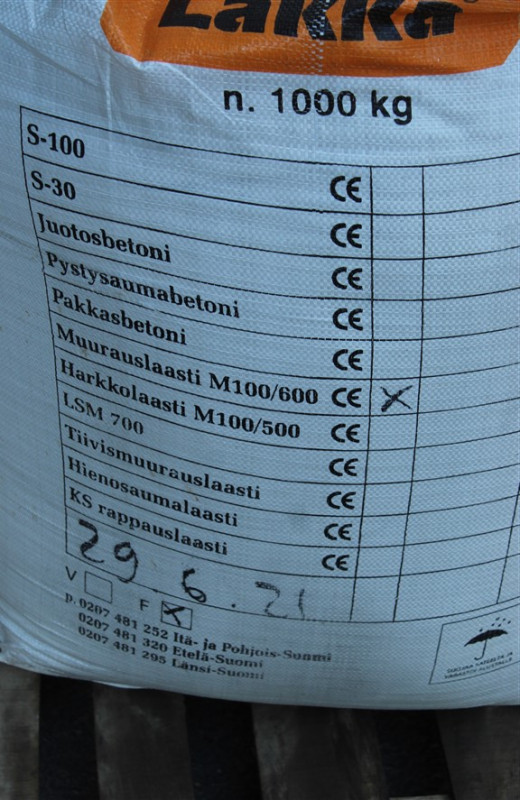 Lakka
n. 1000 kg
S-100 CE
S-30 CE
Juotosbetoni CE
Pystysaumabetoni CE
Pakkasbetoni CE
Muurauslaasti M100/600 CE X
Harkkolaasti M100/500 CE
LSM 700 CE
Tiivismuurauslaasti CE
Hienosaumalaasti CE
KS rappauslaasti CE
29.6.21
V F X
p. 0207 481 252 Itä- ja Pohjois-Suomi
0207 481 320 Etelä-Suomi
0207 481 295 Länsi-Suomi